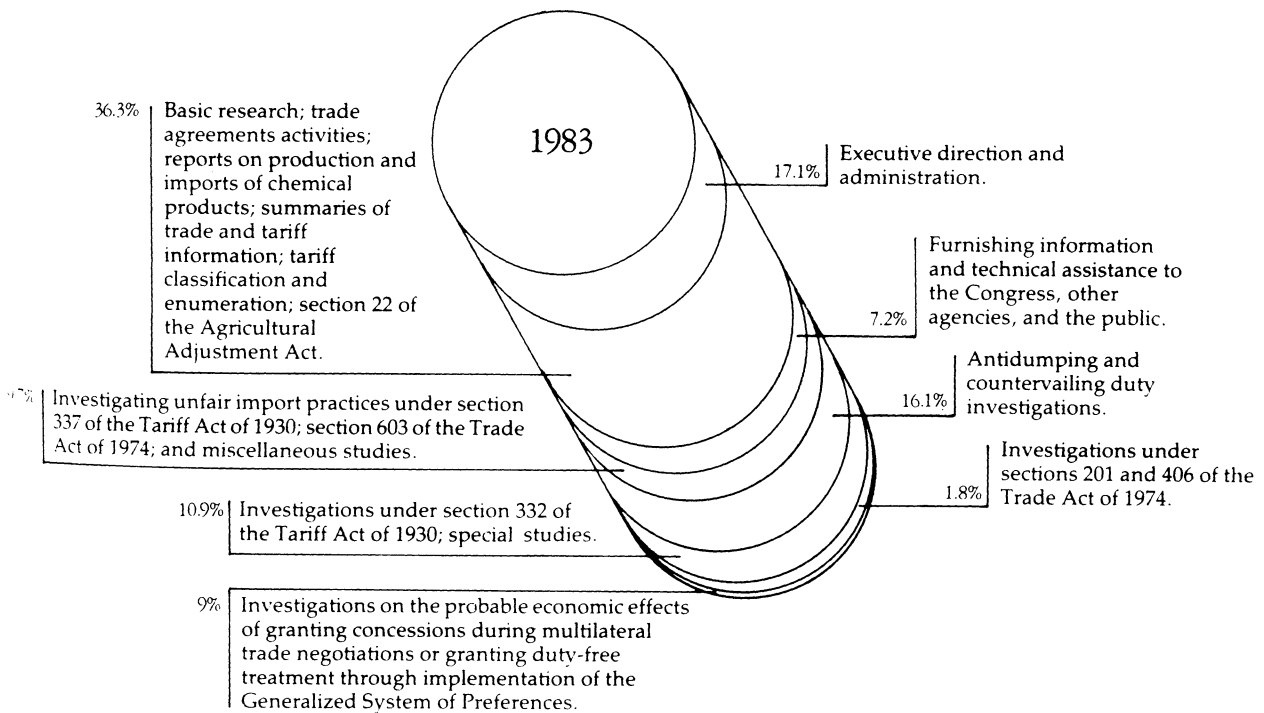 1983
36.3%
Basic research; trade
agreements activities;
reports on production and
imports of chemical
products; summaries of
trade and tariff
information; tariff
classification and
enumeration; section 22 of
the Agricultural
Adjustment Act.
Investigating unfair import practices under section
337 of the Tariff Act of 1930; section 603 of the Trade
Act of 1974; and miscellaneous studies.
10.9%
Investigations under section 332 of
the Tariff Act of 1930; special studies.
9%
Investigations on the probable economic effects
of granting concessions during multilateral
trade negotiations or granting duty-free
treatment through implementation of the
Generalized System of Preferences.
17.1%
Executive direction and
administration.
7.2%
Furnishing information
and technical assistance to
the Congress, other
agencies, and the public.
16.1%
Antidumping and
countervailing duty
investigations.
1.8%
Investigations under
sections 201 and 406 of the
Trade Act of 1974.